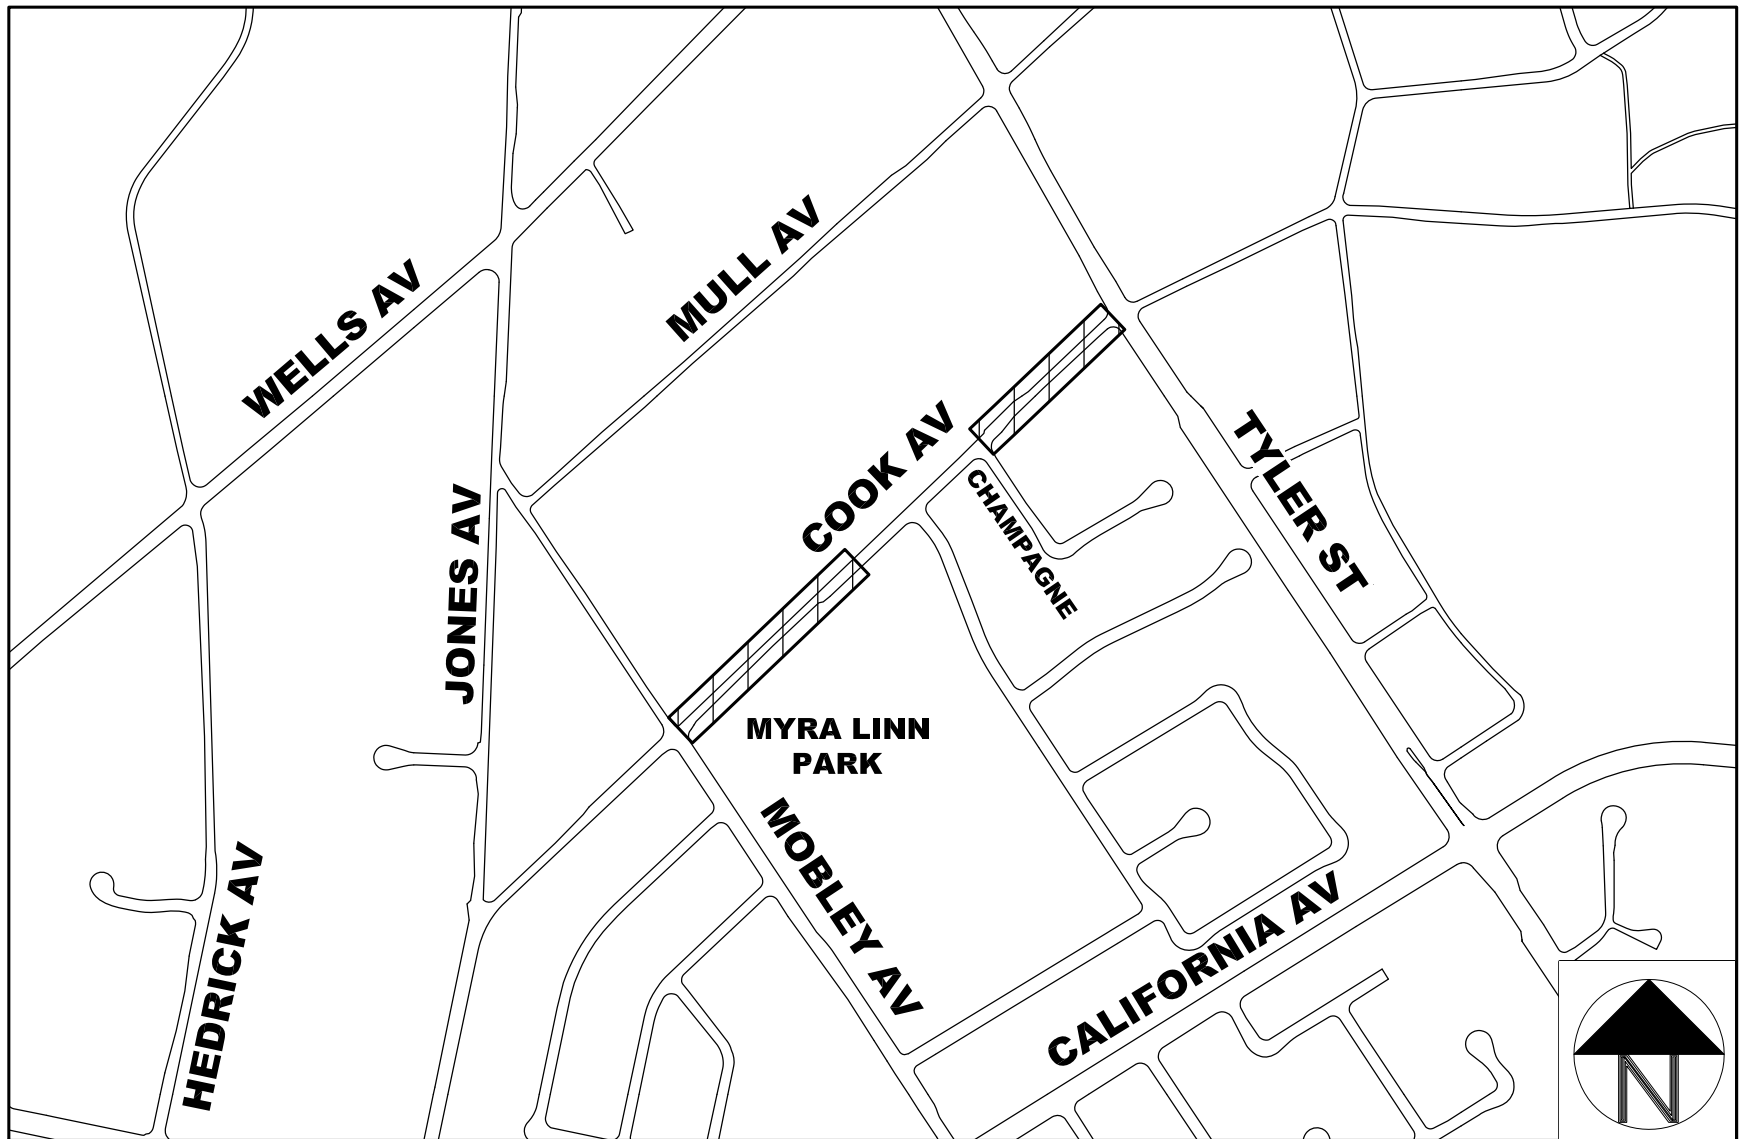 WELLS AV
MULL AV
COOK AV
TYLER ST
CHAMPAGNE
JONES AV
MYRA LINN
PARK
MOBLEY AV
HEDRICK AV
CALIFORNIA AV
N